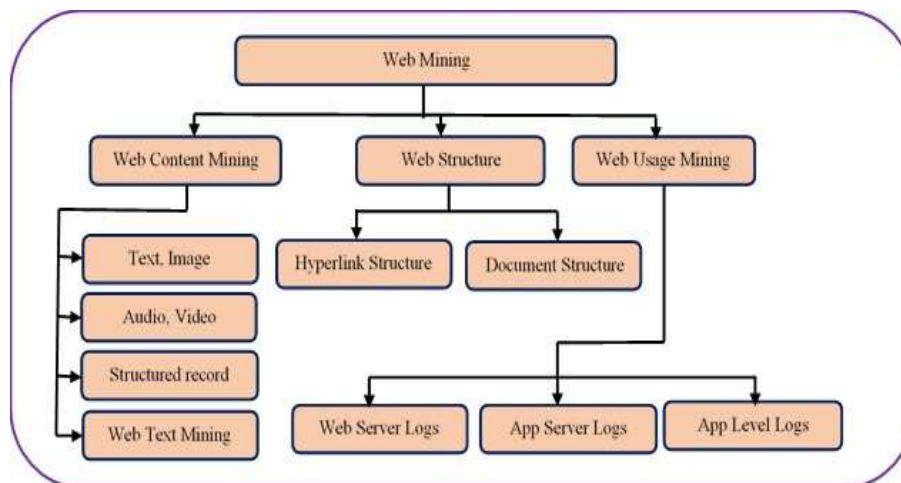 Web Mining
Web Content Mining
Web Structure
Web Usage Mining
Text, Image
Audio, Video
Structured record
Web Text Mining
Hyperlink Structure
Document Structure
Web Server Logs
App Server Logs
App Level Logs